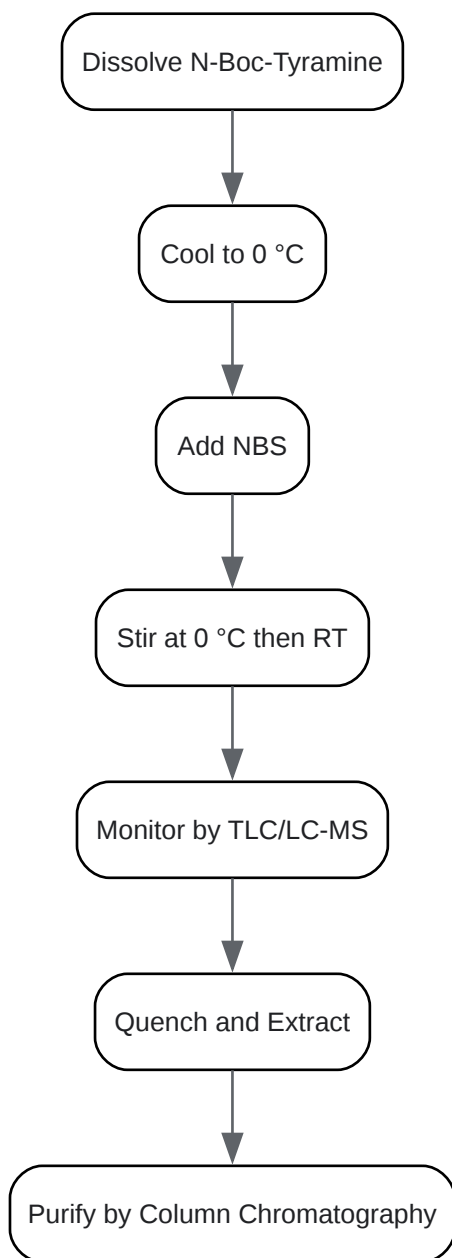 Dissolve N-Boc-Tyramine
Cool to 0 °C
Add NBS
Stir at 0 °C then RT
Monitor by TLC/LC-MS
Quench and Extract
Purify by Column Chromatography